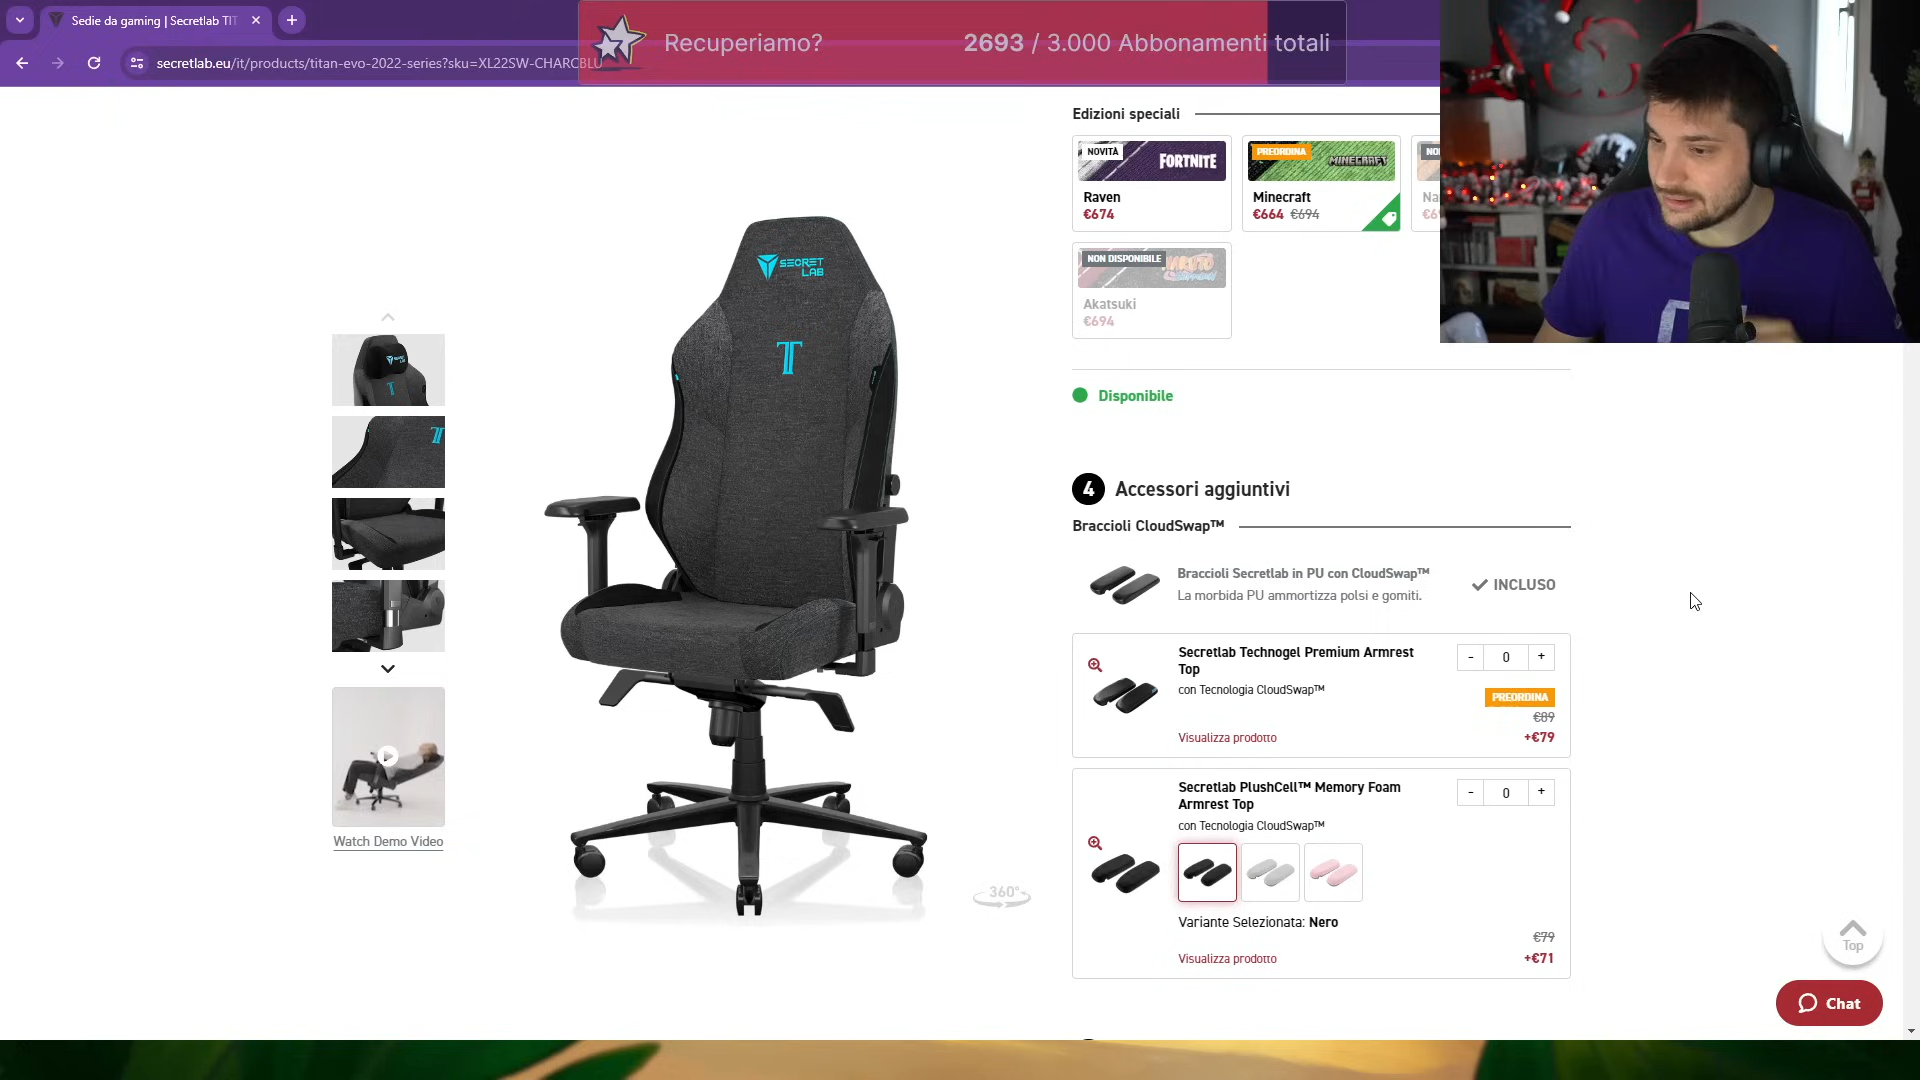 Sedie da gaming | Secretlab TIT
secretlab.eu/it/products/titan-evo-2022-series?sku=XL22SW-CHARCBLU
Recuperiamo?
2693 / 3.000 Abbonamenti totali
Edizioni speciali
NOVITÀ
FORTNITE
Raven
€674
PREORDINA
MINECRAFT
Minecraft
€664 €694
NON DISPONIBILE
Akatsuki
€694
Disponibile
SECRET
LAB
4 Accessori aggiuntivi
Braccioli CloudSwap™
Braccioli Secretlab in PU con CloudSwap™
La morbida PU ammortizza polsi e gomiti.
INCLUSO
Secretlab Technogel Premium Armrest
Top
con Tecnologia CloudSwap™
- 0 +
PREORDINA
€89
Visualizza prodotto
+€79
Secretlab PlushCell™ Memory Foam
Armrest Top
con Tecnologia CloudSwap™
- 0 +
Variante Selezionata: Nero
€79
Visualizza prodotto
+€71
Watch Demo Video
360°
Top
Chat